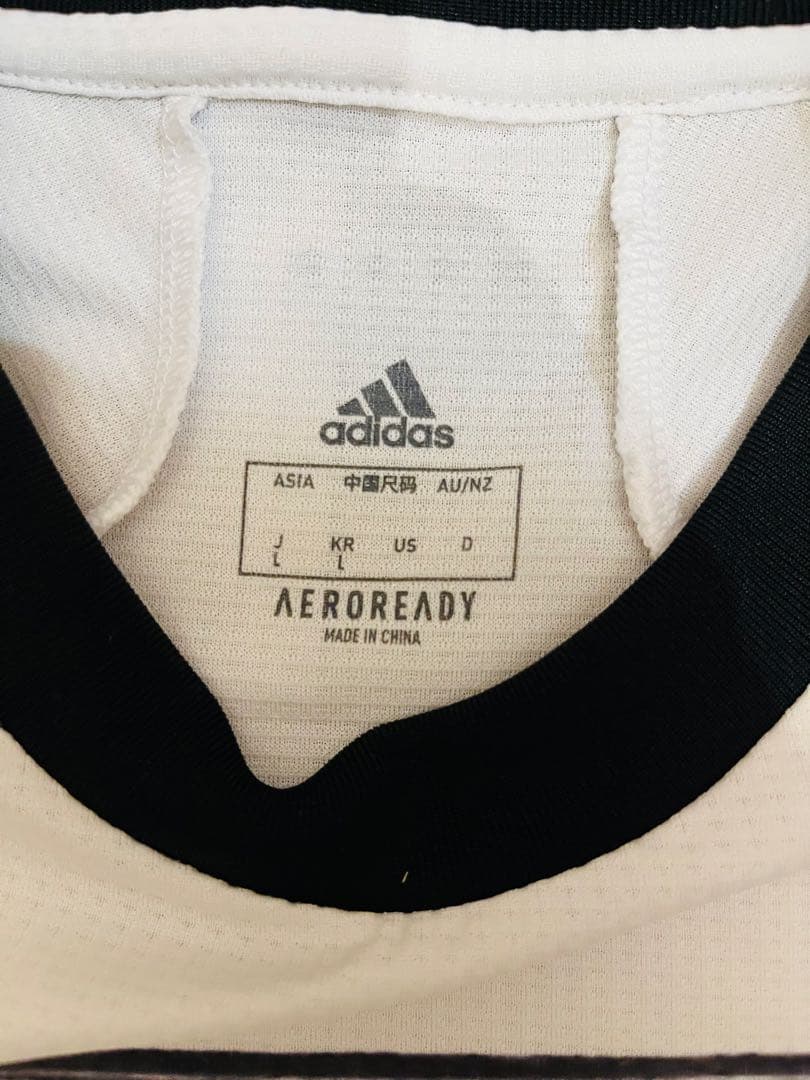 adidas
ASIA 中国尺码 AU/NZ
J KR US D
L L
AEROREADY
MADE IN CHINA